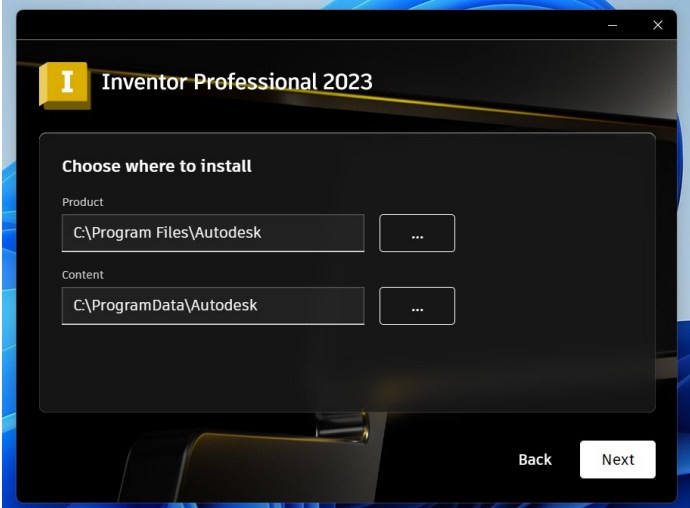 I Inventor Professional 2023
Choose where to install
Product
C:\Program Files\Autodesk
...
Content
C:\ProgramData\Autodesk
...
Back
Next